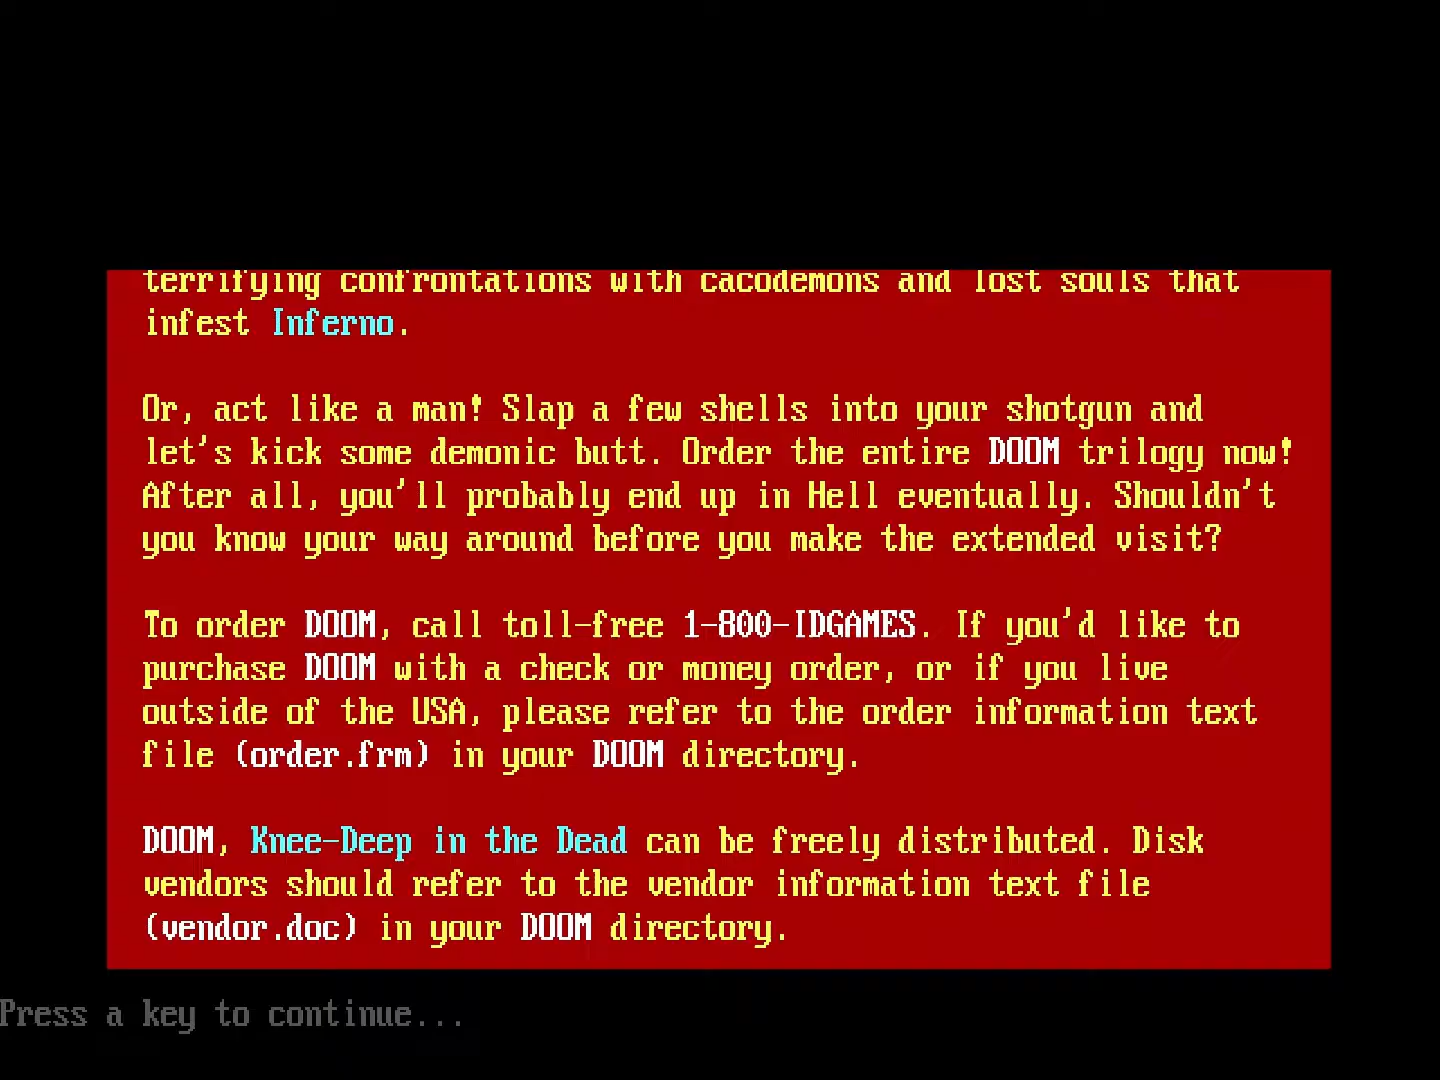 terrifying confrontations with cacodemons and lost souls that
infest Inferno.
Or, act like a man! Slap a few shells into your shotgun and
let's kick some demonic butt. Order the entire DOOM trilogy now!
After all, you'll probably end up in Hell eventually. Shouldn't
you know your way around before you make the extended visit?
To order DOOM, call toll-free 1-800-IDGAMES. If you'd like to
purchase DOOM with a check or money order, or if you live
outside of the USA, please refer to the order information text
file (order.frm) in your DOOM directory.
DOOM, Knee-Deep in the Dead can be freely distributed. Disk
vendors should refer to the vendor information text file
(vendor.doc) in your DOOM directory.
Press a key to continue...